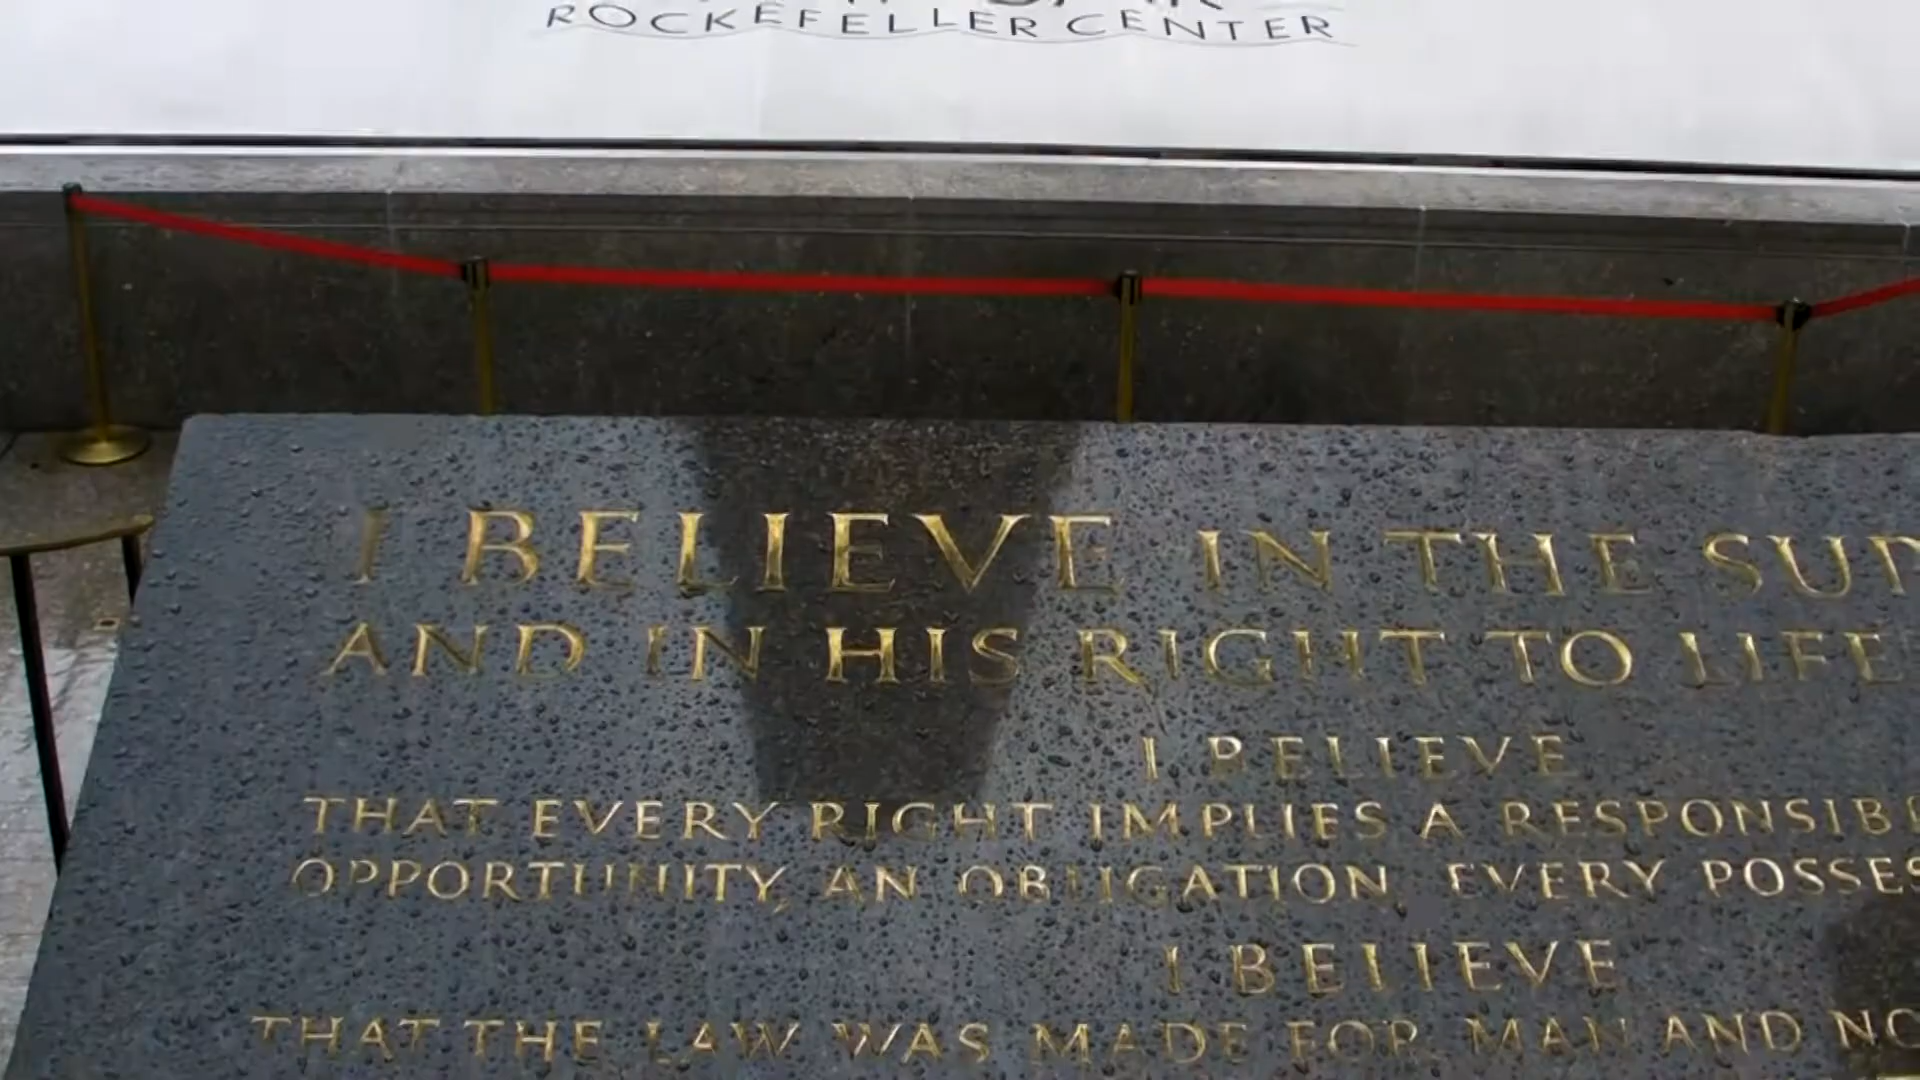 ROCKEFELLER CENTER
I BELIEVE IN THE SUP
AND IN HIS RIGHT TO LIFE
I BELIEVE
THAT EVERY RIGHT IMPLIES A RESPONSIB
OPPORTUNITY, AN OBLIGATION, EVERY POSSES
I BELIEVE
THAT THE LAW WAS MADE FOR MAN AND NO